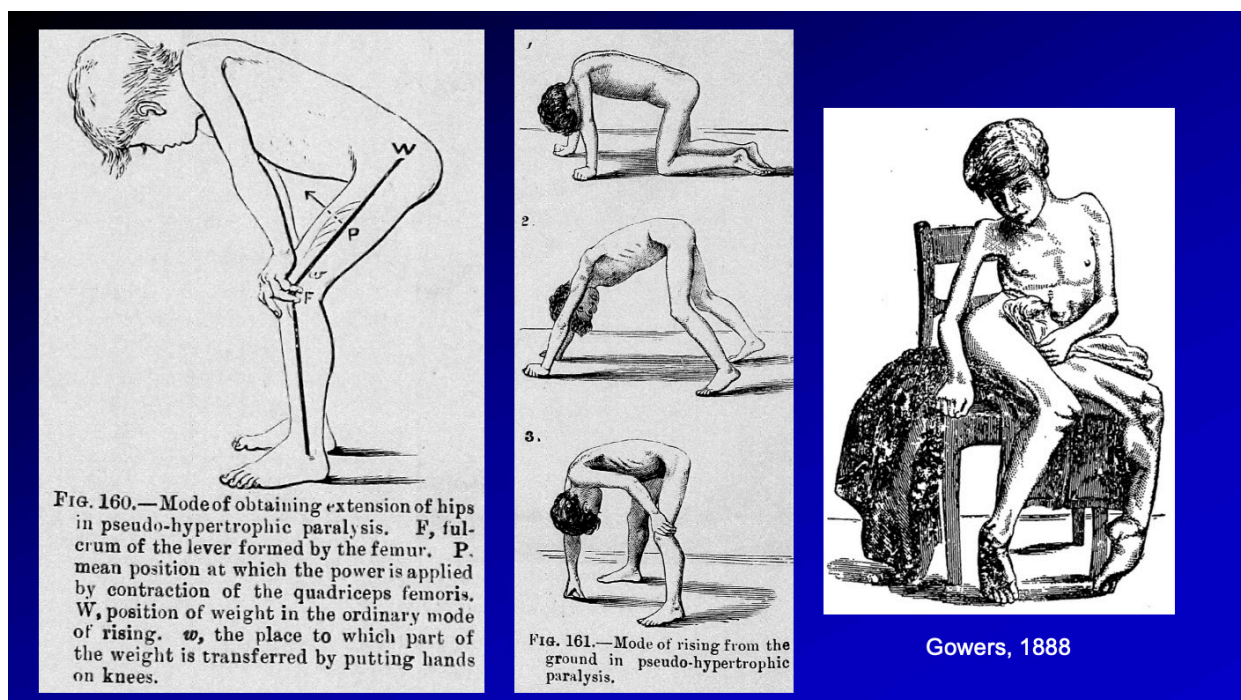 W
P
w
F
FIG. 160.—Mode of obtaining extension of hips
in pseudo-hypertrophic paralysis. F, ful-
crum of the lever formed by the femur. P.
mean position at which the power is applied
by contraction of the quadriceps femoris.
W, position of weight in the ordinary mode
of rising. w, the place to which part of
the weight is transferred by putting hands
on knees.
1
2.
3.
FIG. 161.—Mode of rising from the
ground in pseudo-hypertrophic
paralysis.
Gowers, 1888